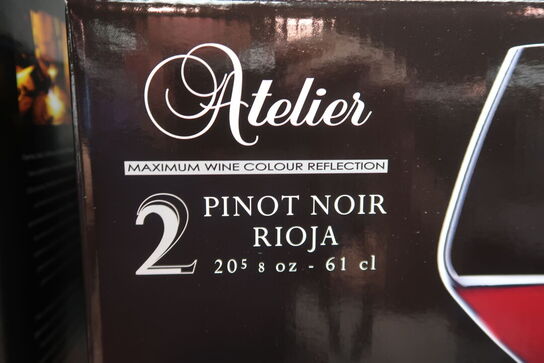 Atelier
MAXIMUM WINE COLOUR REFLECTION
2 PINOT NOIR
RIOJA
20⁵ 8 oz - 61 cl